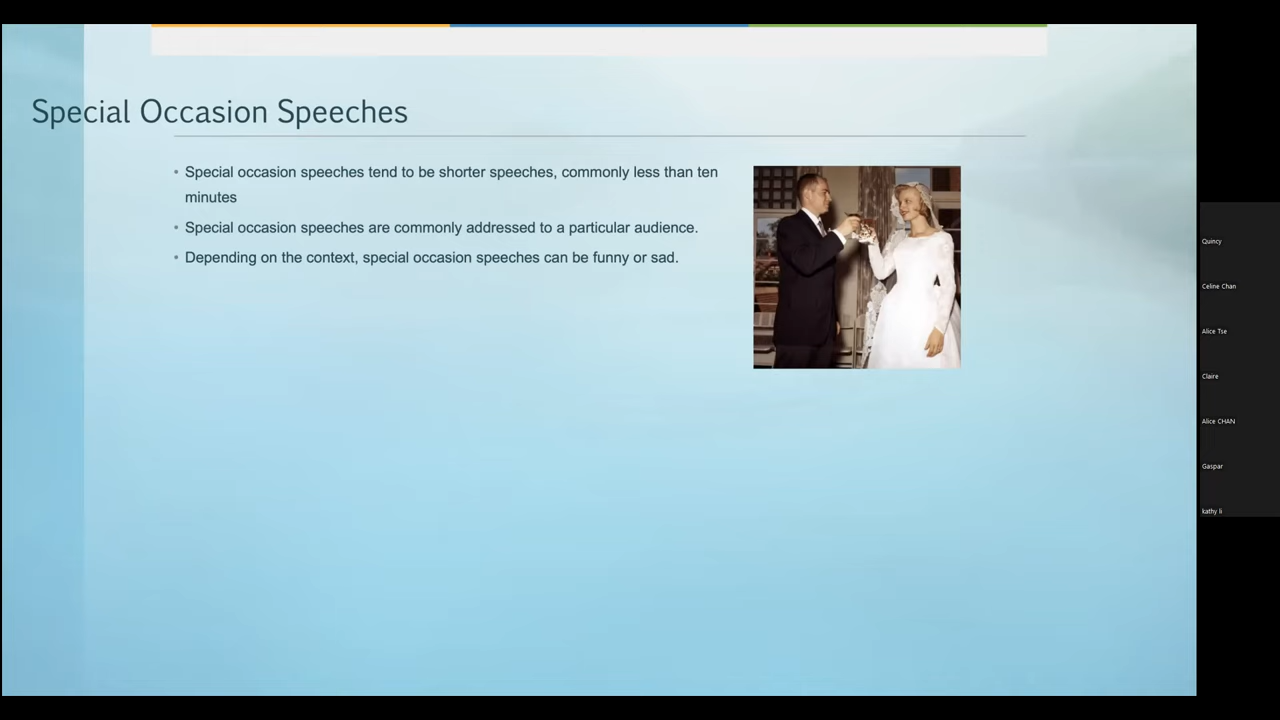 Special Occasion Speeches
• Special occasion speeches tend to be shorter speeches, commonly less than ten
minutes
• Special occasion speeches are commonly addressed to a particular audience.
• Depending on the context, special occasion speeches can be funny or sad.
Quincy
Celine Chan
Alice Tse
Claire
Alice CHAN
Gaspar
kathy li